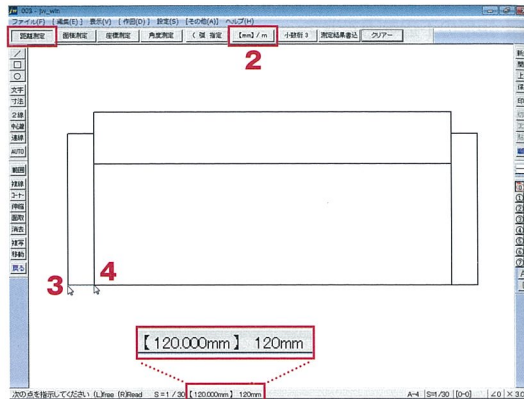 003 - jw_win
ファイル(F) [編集(E)] 表示(V) [作図(D)] 設定(S) [その他(A)] ヘルプ(H)
距離測定 面積測定 座標測定 角度測定 ( 弧 指定 【mm】/ m 小数桁 3 測定結果書込 クリアー
2
文字
寸法
2線
中心線
連線
AUTO
範囲
複線
コーナー
伸縮
面取
消去
複写
移動
戻る
3
4
【120.000mm】 120mm
次の点を指示してください (L)free (R)Read S=1/30 【120.000mm】 120mm A-4 S=1/30 [0-0] ∠0 × 3.0